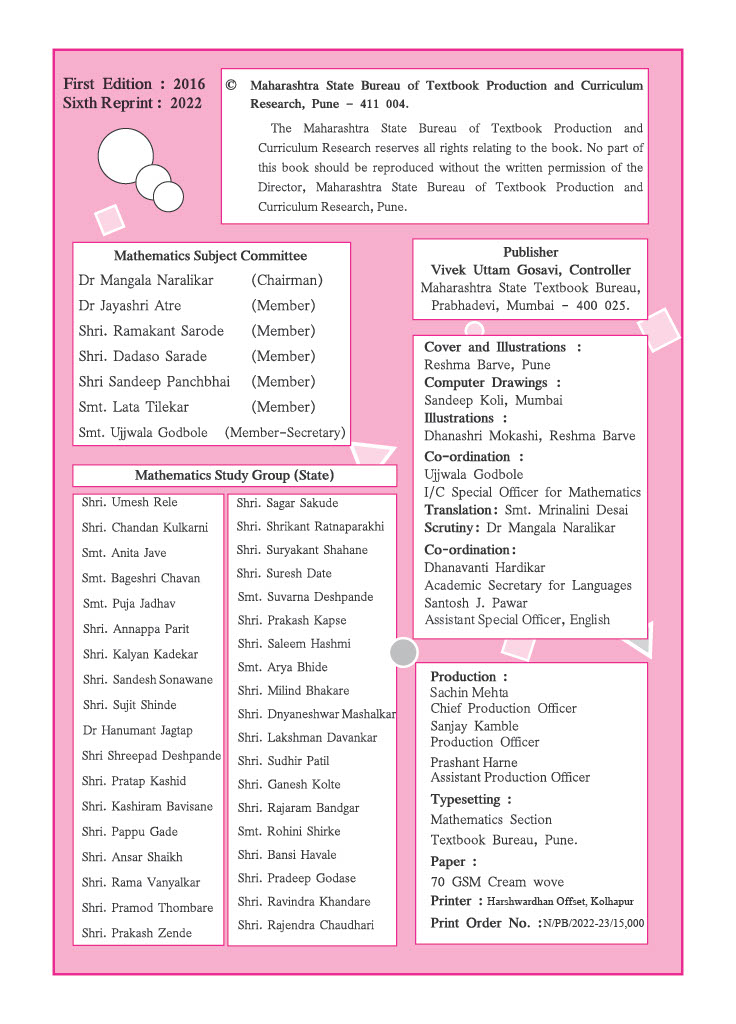 First Edition : 2016
Sixth Reprint : 2022
© Maharashtra State Bureau of Textbook Production and Curriculum
Research, Pune - 411 004.
The Maharashtra State Bureau of Textbook Production and
Curriculum Research reserves all rights relating to the book. No part of
this book should be reproduced without the written permission of the
Director, Maharashtra State Bureau of Textbook Production and
Curriculum Research, Pune.
Mathematics Subject Committee
Dr Mangala Naralikar (Chairman)
Dr Jayashri Atre (Member)
Shri. Ramakant Sarode (Member)
Shri. Dadaso Sarade (Member)
Shri Sandeep Panchbhai (Member)
Smt. Lata Tilekar (Member)
Smt. Ujjwala Godbole (Member-Secretary)
Mathematics Study Group (State)
Shri. Umesh Rele
Shri. Chandan Kulkarni
Smt. Anita Jave
Smt. Bageshri Chavan
Smt. Puja Jadhav
Shri. Annappa Parit
Shri. Kalyan Kadekar
Shri. Sandesh Sonawane
Shri. Sujit Shinde
Dr Hanumant Jagtap
Shri Shreepad Deshpande
Shri. Pratap Kashid
Shri. Kashiram Bavisane
Shri. Pappu Gade
Shri. Ansar Shaikh
Shri. Rama Vanyalkar
Shri. Pramod Thombare
Shri. Prakash Zende
Shri. Sagar Sakude
Shri. Shrikant Ratnaparakhi
Shri. Suryakant Shahane
Shri. Suresh Date
Smt. Suvarna Deshpande
Shri. Prakash Kapse
Shri. Saleem Hashmi
Smt. Arya Bhide
Shri. Milind Bhakare
Shri. Dnyaneshwar Mashalkar
Shri. Lakshman Davankar
Shri. Sudhir Patil
Shri. Ganesh Kolte
Shri. Rajaram Bandgar
Smt. Rohini Shirke
Shri. Bansi Havale
Shri. Pradeep Godase
Shri. Ravindra Khandare
Shri. Rajendra Chaudhari
Publisher
Vivek Uttam Gosavi, Controller
Maharashtra State Textbook Bureau,
Prabhadevi, Mumbai - 400 025.
Cover and Illustrations :
Reshma Barve, Pune
Computer Drawings :
Sandeep Koli, Mumbai
Illustrations :
Dhanashri Mokashi, Reshma Barve
Co-ordination :
Ujjwala Godbole
I/C Special Officer for Mathematics
Translation : Smt. Mrinalini Desai
Scrutiny : Dr Mangala Naralikar
Co-ordination :
Dhanavanti Hardikar
Academic Secretary for Languages
Santosh J. Pawar
Assistant Special Officer, English
Production :
Sachin Mehta
Chief Production Officer
Sanjay Kamble
Production Officer
Prashant Harne
Assistant Production Officer
Typesetting :
Mathematics Section
Textbook Bureau, Pune.
Paper :
70 GSM Cream wove
Printer : Harshwardhan Offset, Kolhapur
Print Order No. : N/PB/2022-23/15,000